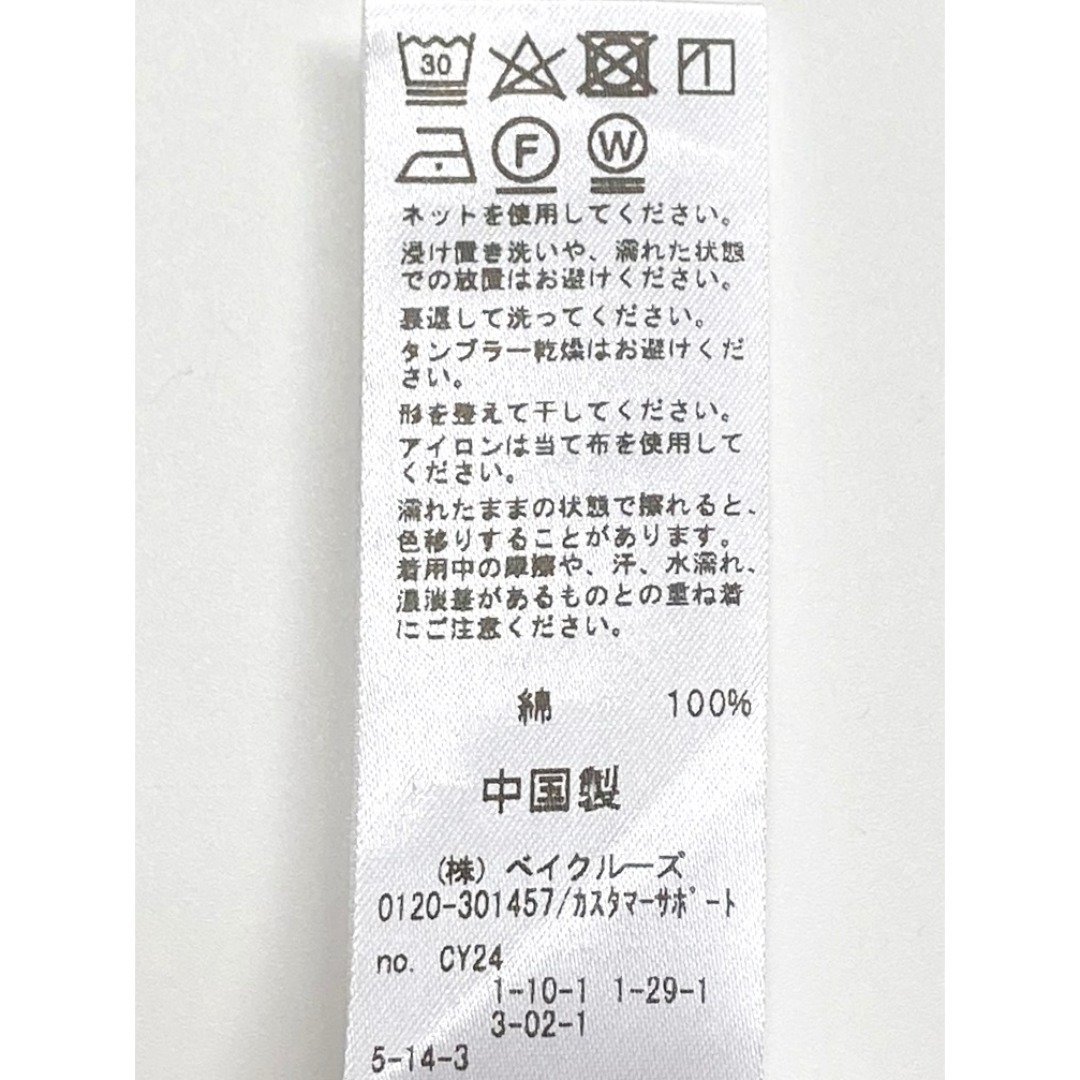 30
F W
ネットを使用してください。
浸け置き洗いや、濡れた状態
での放置はお避けください。
裏返して洗ってください。
タンブラー乾燥はお避けくだ
さい。
形を整えて干してください。
アイロンは当て布を使用して
ください。
濡れたままの状態で擦れると、
色移りすることがあります。
着用中の摩擦や、汗、水濡れ、
濃淡差があるものとの重ね着
にご注意ください。
綿 100%
中国製
(株) ベイクルーズ
0120-301457/カスタマーサポート
no. CY24
1-10-1 1-29-1
3-02-1
5-14-3